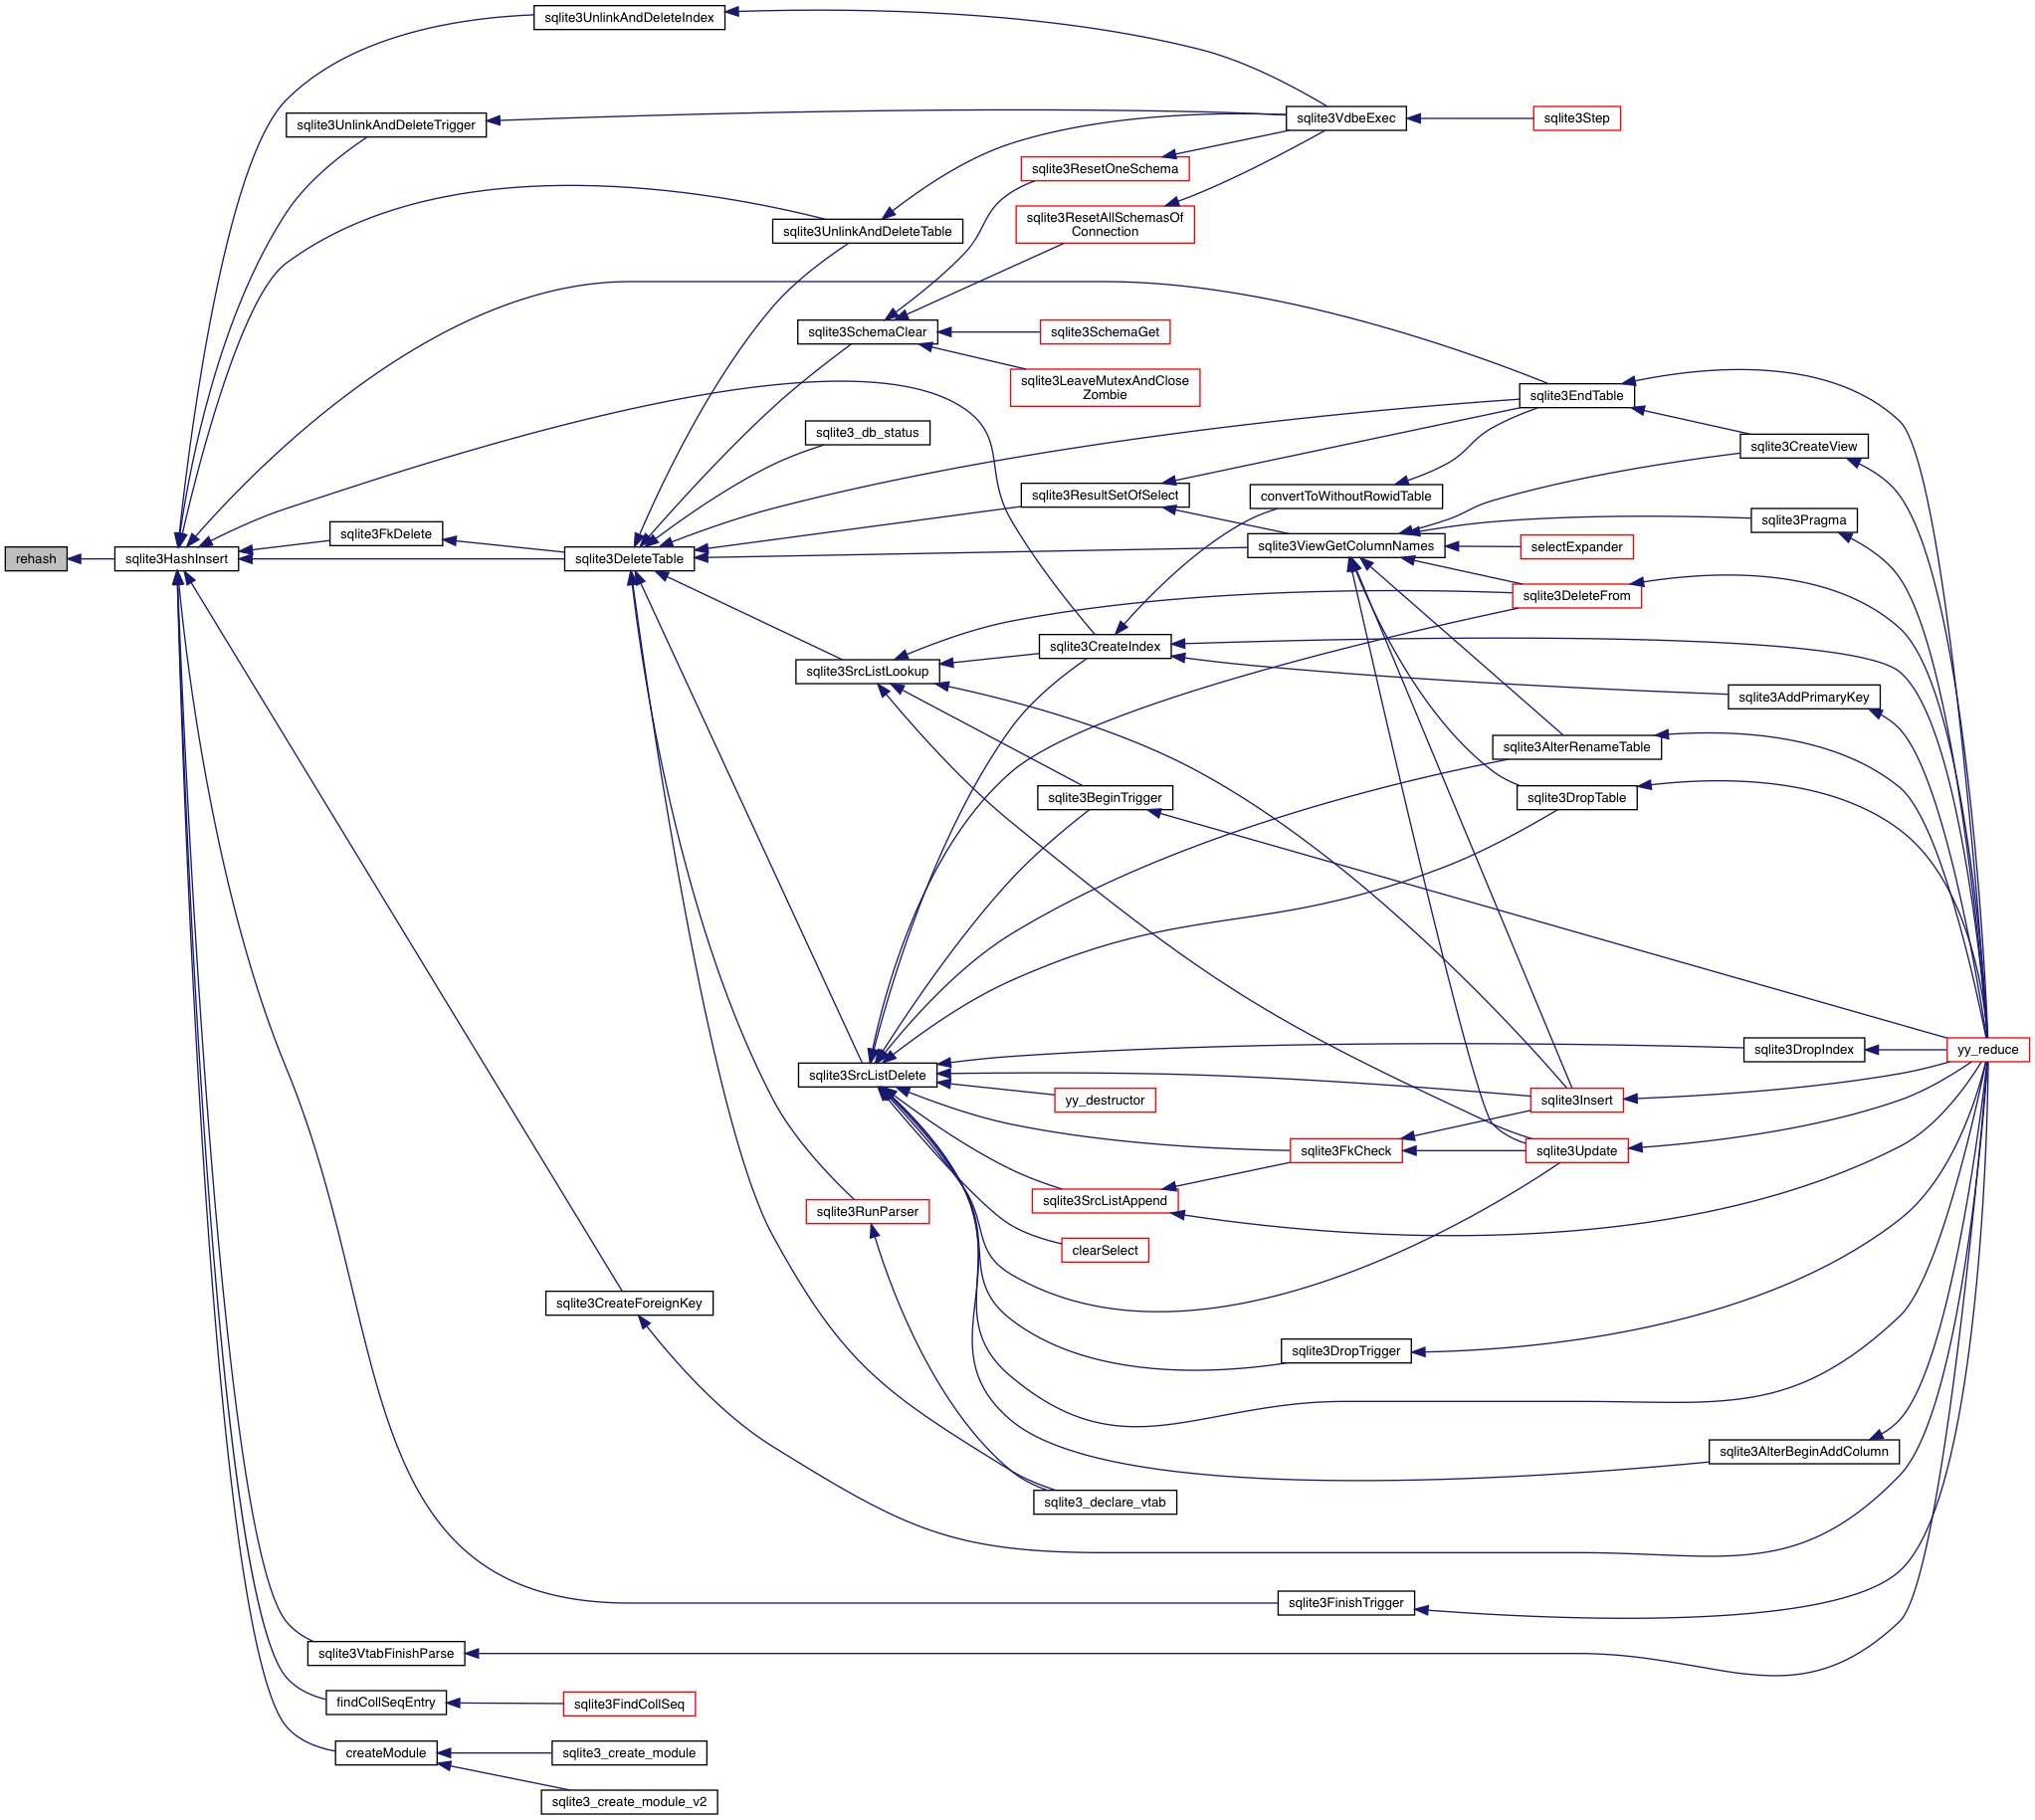 sqlite3UnlinkAndDeleteIndex
sqlite3UnlinkAndDeleteTrigger
sqlite3VdbeExec
sqlite3Step
sqlite3ResetOneSchema
sqlite3ResetAllSchemasOf
Connection
sqlite3UnlinkAndDeleteTable
sqlite3SchemaClear
sqlite3SchemaGet
sqlite3LeaveMutexAndClose
Zombie
sqlite3EndTable
sqlite3_db_status
sqlite3CreateView
sqlite3ResultSetOfSelect
convertToWithoutRowidTable
sqlite3Pragma
sqlite3FkDelete
rehash
sqlite3HashInsert
sqlite3DeleteTable
sqlite3ViewGetColumnNames
selectExpander
sqlite3DeleteFrom
sqlite3CreateIndex
sqlite3SrcListLookup
sqlite3AddPrimaryKey
sqlite3AlterRenameTable
sqlite3BeginTrigger
sqlite3DropTable
sqlite3DropIndex
yy_reduce
sqlite3SrcListDelete
yy_destructor
sqlite3Insert
sqlite3FkCheck
sqlite3Update
sqlite3SrcListAppend
sqlite3RunParser
clearSelect
sqlite3CreateForeignKey
sqlite3DropTrigger
sqlite3AlterBeginAddColumn
sqlite3_declare_vtab
sqlite3FinishTrigger
sqlite3VtabFinishParse
findCollSeqEntry
sqlite3FindCollSeq
createModule
sqlite3_create_module
sqlite3_create_module_v2